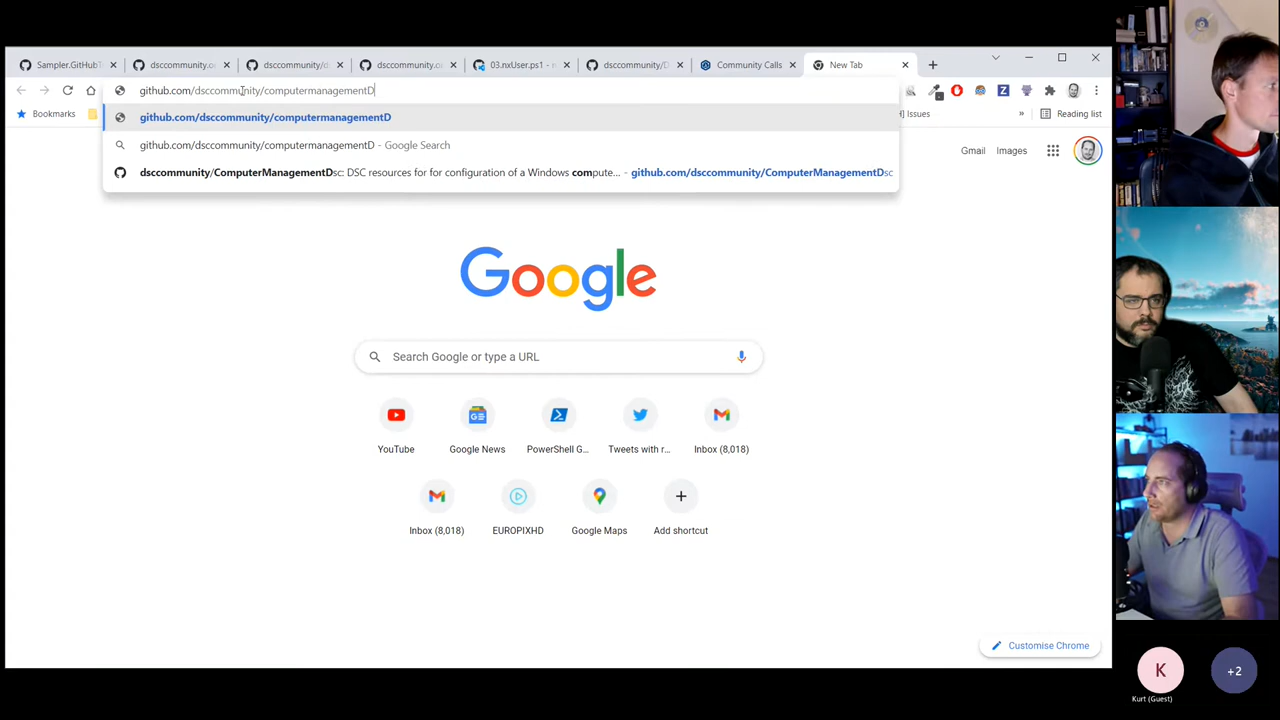 Sampler.GitHubT
dsccommunity.o
dsccommunity/d
dsccommunity.o
03.nxUser.ps1 - n
dsccommunity/D
Community Calls
New Tab
github.com/dsccommunity/computermanagementD
Bookmarks
Issues
»
Reading list
github.com/dsccommunity/computermanagementD
github.com/dsccommunity/computermanagementD - Google Search
dsccommunity/ComputerManagementDsc: DSC resources for for configuration of a Windows compute... - github.com/dsccommunity/ComputerManagementDsc
Gmail
Images
Google
Search Google or type a URL
YouTube
Google News
PowerShell G...
Tweets with r...
Inbox (8,018)
Inbox (8,018)
EUROPIXHD
Google Maps
Add shortcut
Customise Chrome
K
+2
Kurt (Guest)